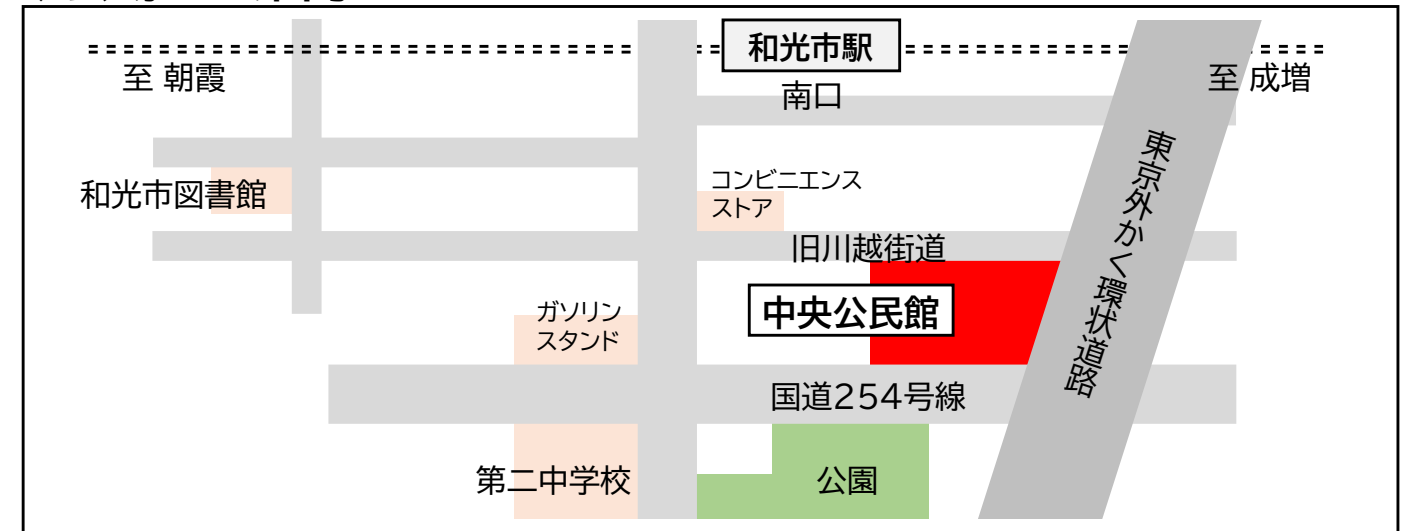 和光市駅
至 朝霞
南口
至 成増
東京外かく環状道路
和光市図書館
コンビニエンス
ストア
旧川越街道
中央公民館
ガソリン
スタンド
国道254号線
第二中学校
公園